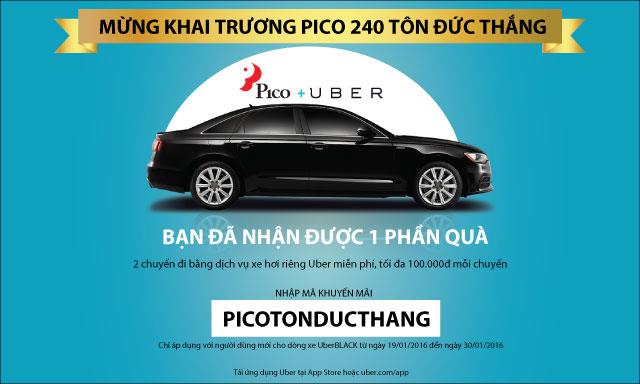 MỪNG KHAI TRƯƠNG PICO 240 TÔN ĐỨC THẮNG
PICO + UBER
BẠN ĐÃ NHẬN ĐƯỢC 1 PHẦN QUÀ
2 chuyến đi bằng dịch vụ xe hơi riêng Uber miễn phí, tối đa 100.000đ mỗi chuyến
NHẬP MÃ KHUYẾN MÃI
PICOTONDUCTHANG
Chỉ áp dụng với người dùng mới cho dòng xe UberBLACK từ ngày 19/01/2016 đến ngày 30/01/2016
Tải ứng dụng Uber tại App Store hoặc uber.com/app